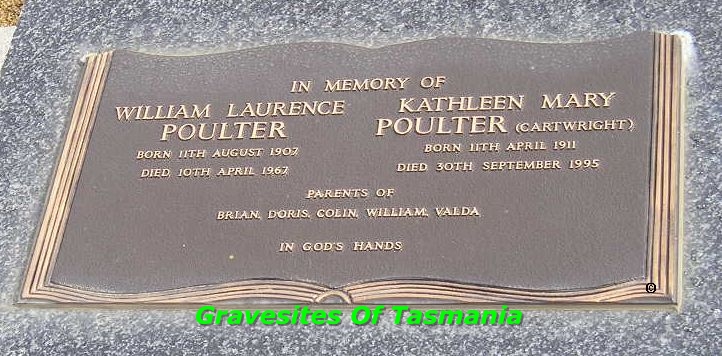 IN MEMORY OF
WILLIAM LAURENCE
POULTER
BORN 11TH AUGUST 1907
DIED 10TH APRIL 1967
KATHLEEN MARY
POULTER (CARTWRIGHT)
BORN 11TH APRIL 1911
DIED 30TH SEPTEMBER 1995
PARENTS OF
BRIAN, DORIS, COLIN, WILLIAM, VALDA
IN GOD'S HANDS
©
Gravesites Of Tasmania